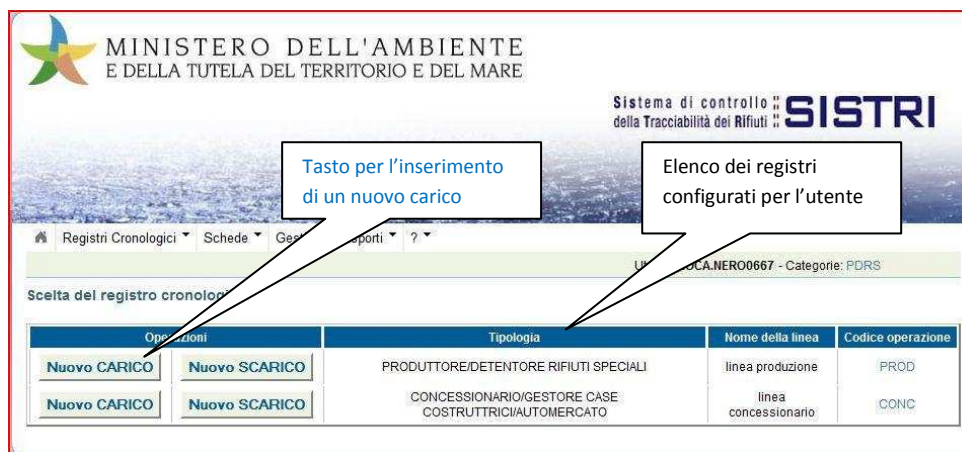 MINISTERO DELL'AMBIENTE
E DELLA TUTELA DEL TERRITORIO E DEL MARE
Sistema di controllo
della Tracciabilità dei Rifiuti
SISTRI
Tasto per l'inserimento
di un nuovo carico
Elenco dei registri
configurati per l'utente
Registri Cronologici Schede ?
NERO0667 - Categorie: PDRS
Scelta del registro
Tipologia Nome della linea Codice operazione
Nuovo CARICO Nuovo SCARICO PRODUTTORE/DETENTORE RIFIUTI SPECIALI linea produzione PROD
Nuovo CARICO Nuovo SCARICO CONCESSIONARIO/GESTORE CASE COSTRUTTRICI/AUTOMERCATO linea concessionario CONC